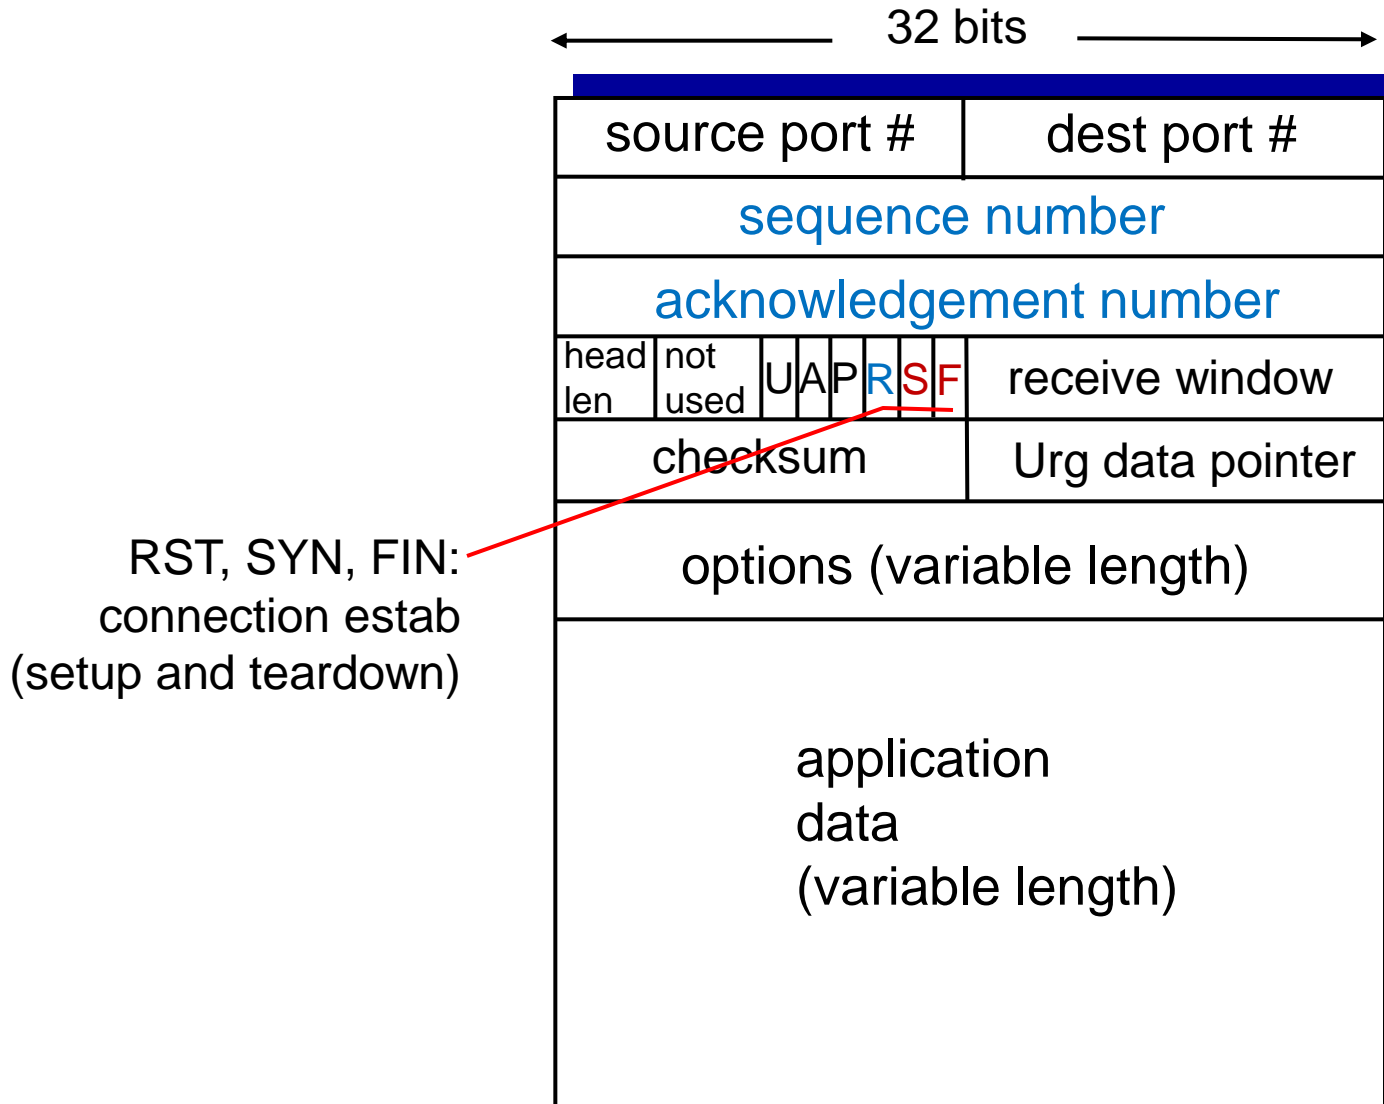 32 bits
source port # dest port #
sequence number
acknowledgement number
head len not used U A P R S F receive window
checksum Urg data pointer
RST, SYN, FIN:
connection estab
(setup and teardown)
options (variable length)
application
data
(variable length)